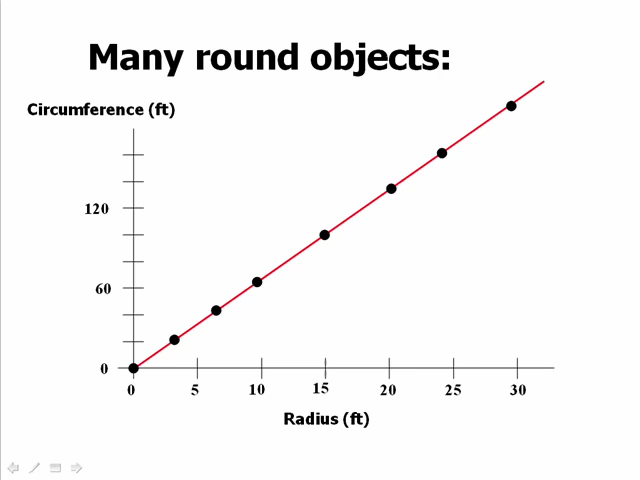 Many round objects:
Circumference (ft)
120
60
0
0 5 10 15 20 25 30
Radius (ft)